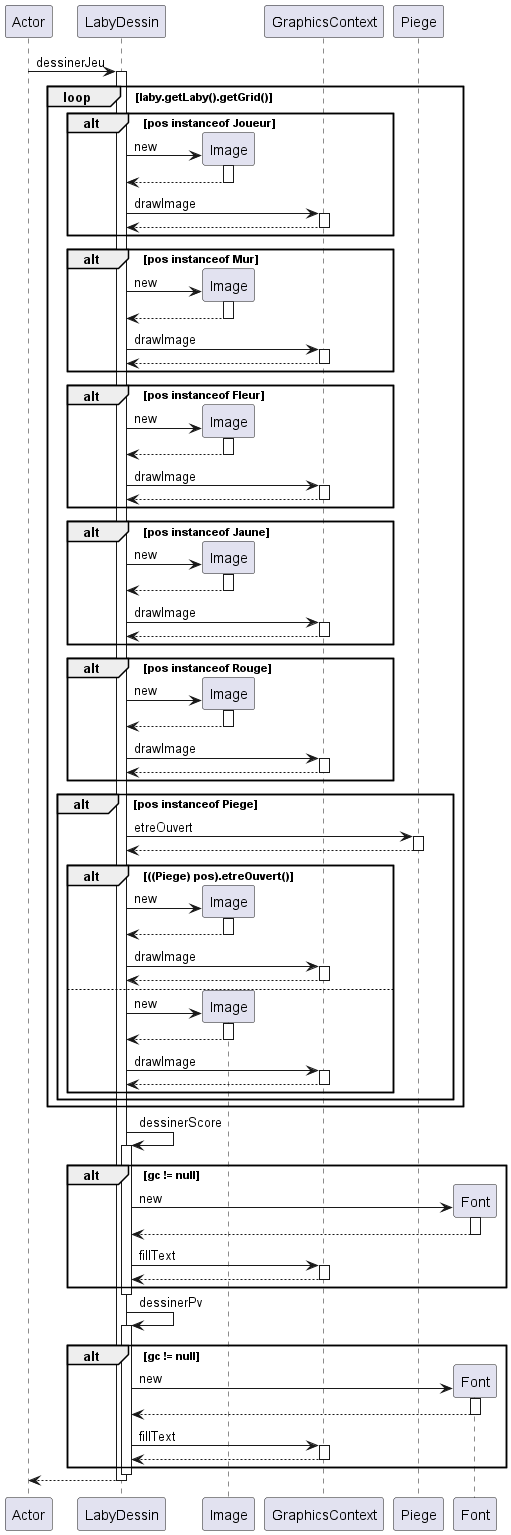 Actor LabyDessin GraphicsContext Piege
dessinerJeu
loop [laby.getLaby().getGrid()]
alt [pos instanceof Joueur]
new Image
drawImage
alt [pos instanceof Mur]
new Image
drawImage
alt [pos instanceof Fleur]
new Image
drawImage
alt [pos instanceof Jaune]
new Image
drawImage
alt [pos instanceof Rouge]
new Image
drawImage
alt [pos instanceof Piege]
etreOuvert
alt [((Piege) pos).etreOuvert()]
new Image
drawImage
new Image
drawImage
dessinerScore
alt [gc != null]
new Font
fillText
dessinerPv
alt [gc != null]
new Font
fillText
Actor LabyDessin Image GraphicsContext Piege Font